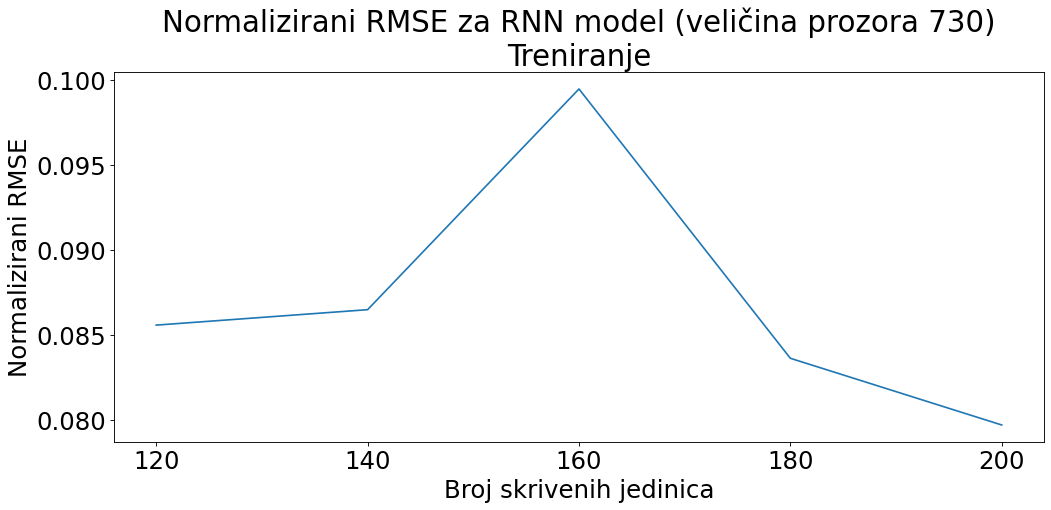 Normalizirani RMSE za RNN model (veličina prozora 730)
Treniranje
Normalizirani RMSE
0.100
0.095
0.090
0.085
0.080
120 140 160 180 200
Broj skrivenih jedinica